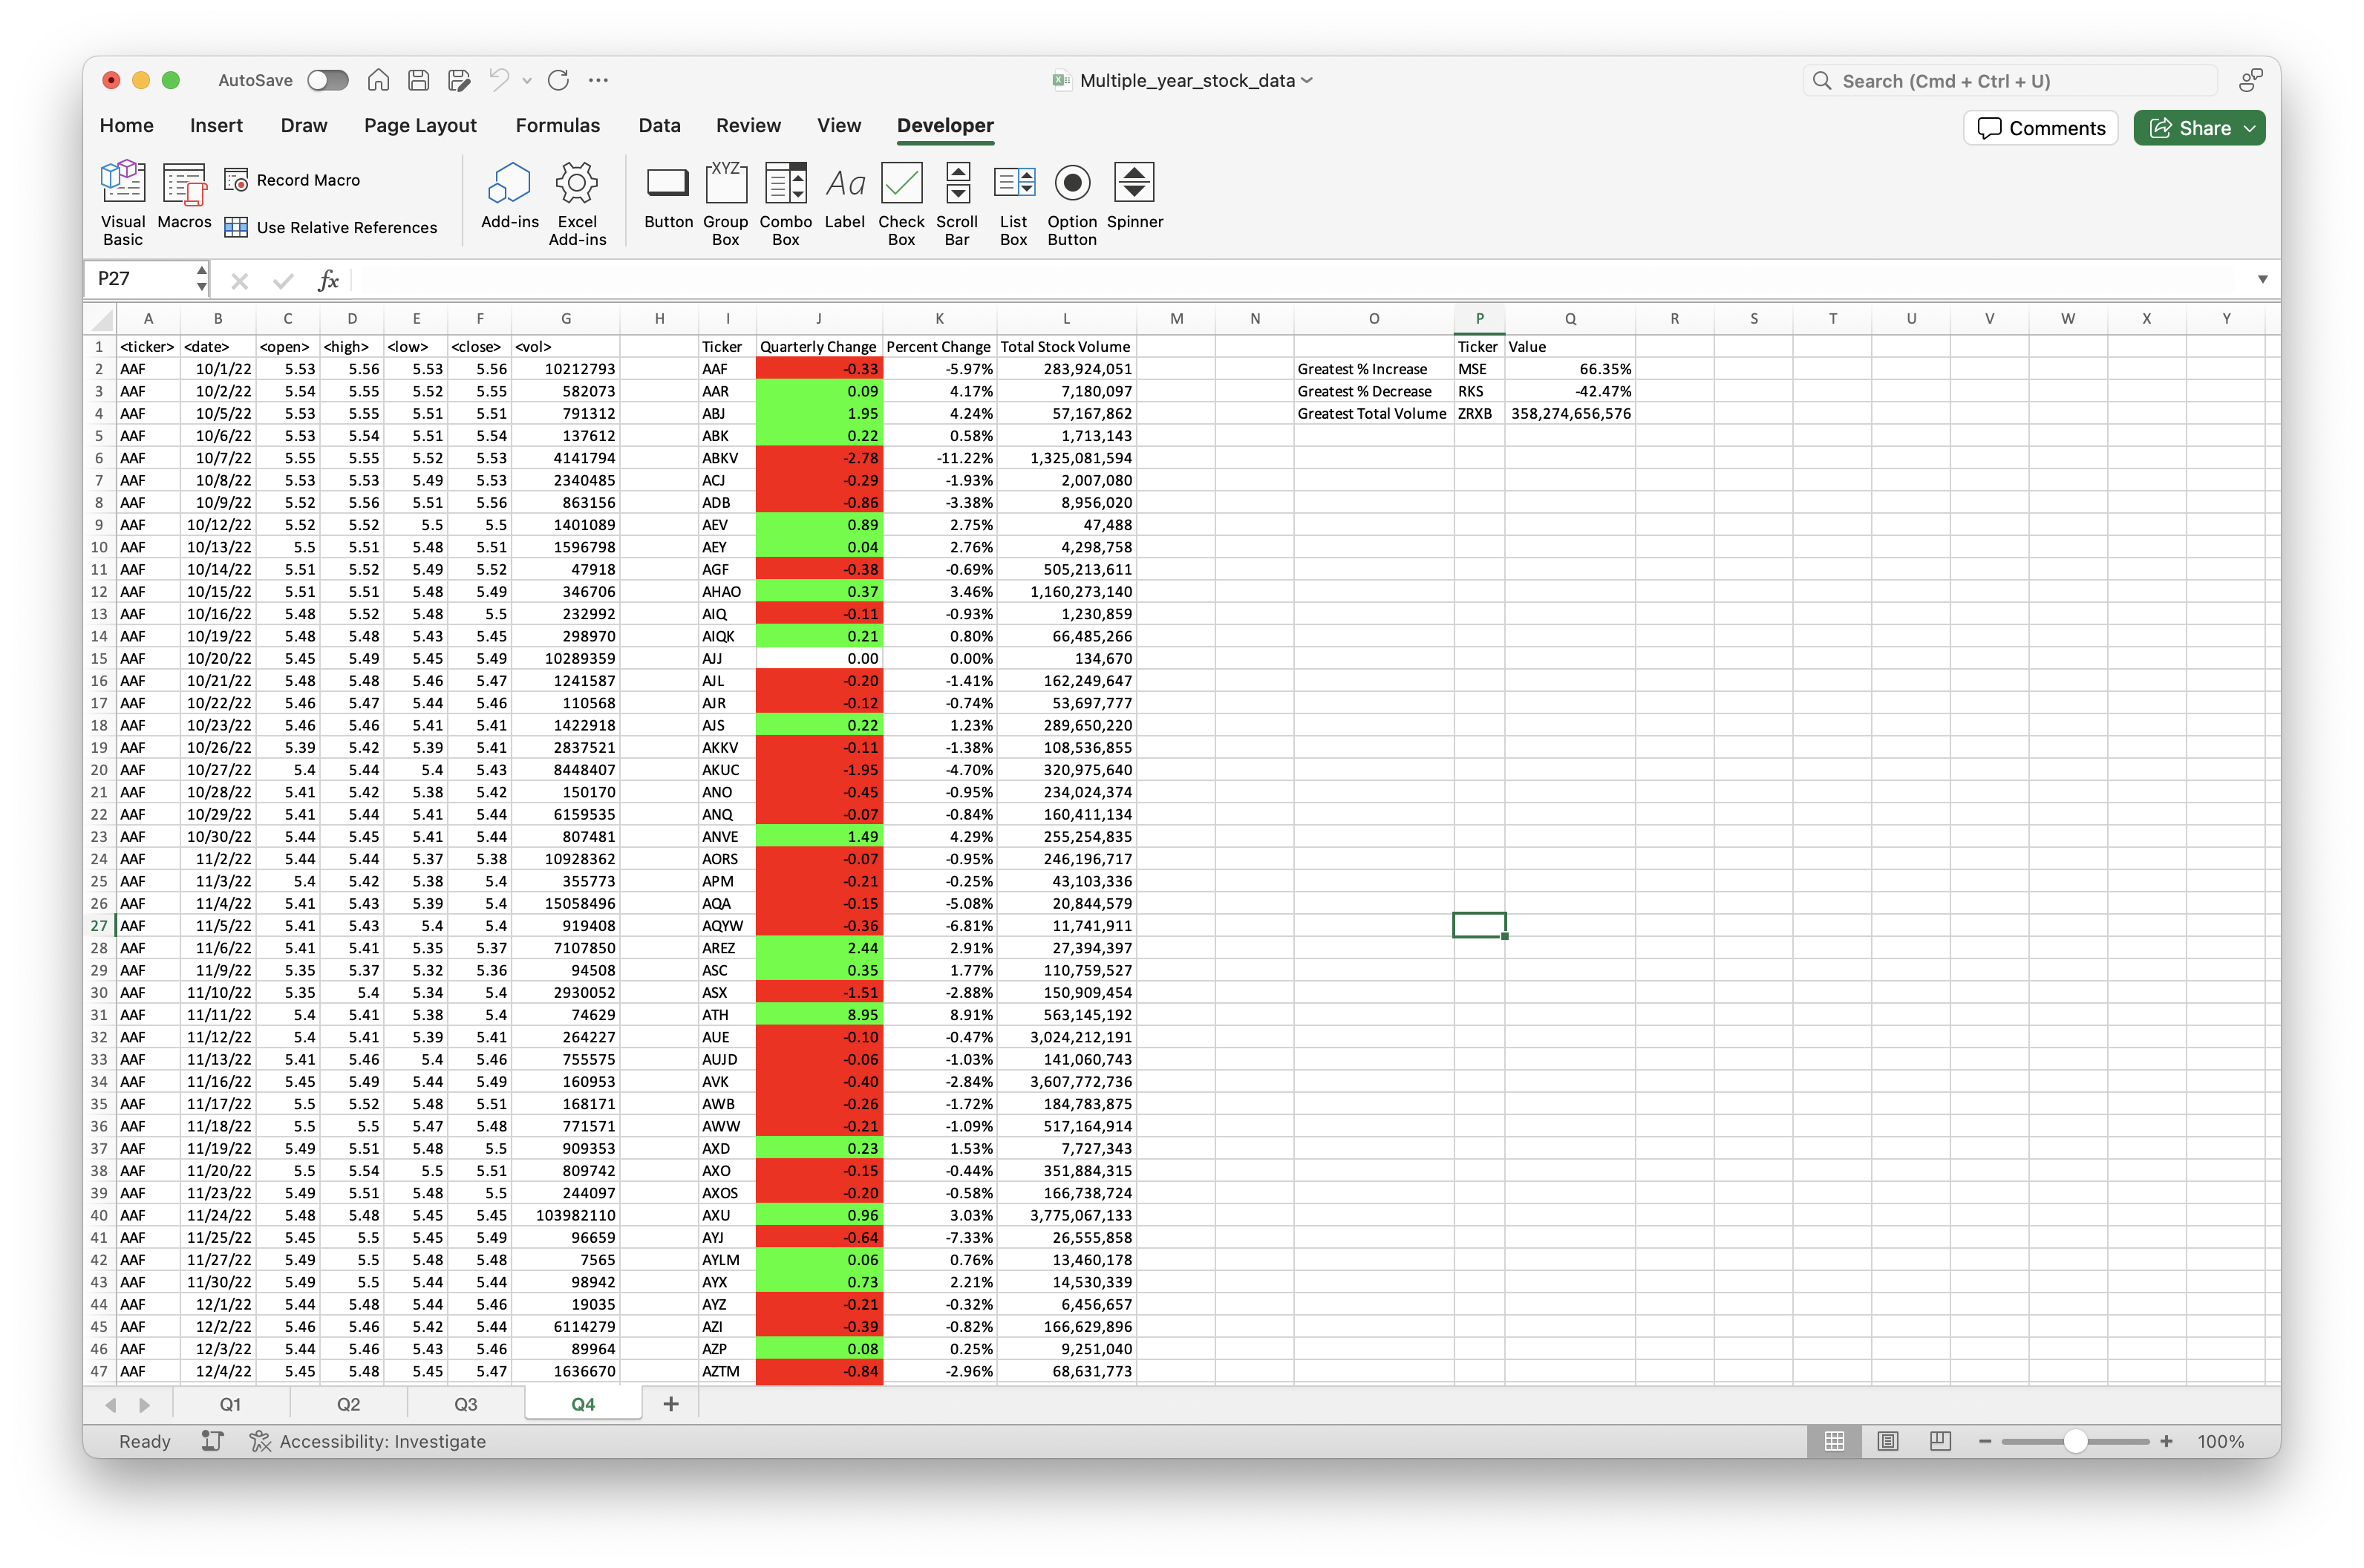 AutoSave Multiple_year_stock_data Search (Cmd + Ctrl + U)
Home Insert Draw Page Layout Formulas Data Review View Developer Comments Share
Record Macro
Use Relative References
Visual Basic Macros Add-ins Excel Add-ins Button Group Box Combo Box Label Check Box Scroll Bar List Box Option Button Spinner
XYZ Aa
P27 fx
A B C D E F G H I J K L M N O P Q R S T U V W X Y
1 <ticker> <date> <open> <high> <low> <close> <vol> Ticker Quarterly Change Percent Change Total Stock Volume Ticker Value
2 AAF 10/1/22 5.53 5.56 5.53 5.56 10212793 AAF -0.33 -5.97% 283,924,051 Greatest % Increase MSE 66.35%
3 AAF 10/2/22 5.54 5.55 5.52 5.55 582073 AAR 0.09 4.17% 7,180,097 Greatest % Decrease RKS -42.47%
4 AAF 10/5/22 5.53 5.55 5.51 5.51 791312 ABJ 1.95 4.24% 57,167,862 Greatest Total Volume ZRXB 358,274,656,576
5 AAF 10/6/22 5.53 5.54 5.51 5.54 137612 ABK 0.22 0.58% 1,713,143
6 AAF 10/7/22 5.55 5.55 5.52 5.53 4141794 ABKV -2.78 -11.22% 1,325,081,594
7 AAF 10/8/22 5.53 5.53 5.49 5.53 2340485 ACJ -0.29 -1.93% 2,007,080
8 AAF 10/9/22 5.52 5.56 5.51 5.56 863156 ADB -0.86 -3.38% 8,956,020
9 AAF 10/12/22 5.52 5.52 5.5 5.5 1401089 AEV 0.89 2.75% 47,488
10 AAF 10/13/22 5.5 5.51 5.48 5.51 1596798 AEY 0.04 2.76% 4,298,758
11 AAF 10/14/22 5.51 5.52 5.49 5.52 47918 AGF -0.38 -0.69% 505,213,611
12 AAF 10/15/22 5.51 5.51 5.48 5.49 346706 AHAO 0.37 3.46% 1,160,273,140
13 AAF 10/16/22 5.48 5.52 5.48 5.5 232992 AIQ -0.11 -0.93% 1,230,859
14 AAF 10/19/22 5.48 5.48 5.43 5.45 298970 AIQK 0.21 0.80% 66,485,266
15 AAF 10/20/22 5.45 5.49 5.45 5.49 10289359 AJJ 0.00 0.00% 134,670
16 AAF 10/21/22 5.48 5.48 5.46 5.47 1241587 AJL -0.20 -1.41% 162,249,647
17 AAF 10/22/22 5.46 5.47 5.44 5.46 110568 AJR -0.12 -0.74% 53,697,777
18 AAF 10/23/22 5.46 5.46 5.41 5.41 1422918 AJS 0.22 1.23% 289,650,220
19 AAF 10/26/22 5.39 5.42 5.39 5.41 2837521 AKKV -0.11 -1.38% 108,536,855
20 AAF 10/27/22 5.4 5.44 5.4 5.43 8448407 AKUC -1.95 -4.70% 320,975,640
21 AAF 10/28/22 5.41 5.42 5.38 5.42 150170 ANO -0.45 -0.95% 234,024,374
22 AAF 10/29/22 5.41 5.44 5.41 5.44 6159535 ANQ -0.07 -0.84% 160,411,134
23 AAF 10/30/22 5.44 5.45 5.41 5.44 807481 ANVE 1.49 4.29% 255,254,835
24 AAF 11/2/22 5.44 5.44 5.37 5.38 10928362 AORS -0.07 -0.95% 246,196,717
25 AAF 11/3/22 5.4 5.42 5.38 5.4 355773 APM -0.21 -0.25% 43,103,336
26 AAF 11/4/22 5.41 5.43 5.39 5.4 15058496 AQA -0.15 -5.08% 20,844,579
27 AAF 11/5/22 5.41 5.43 5.4 5.4 919408 AQYW -0.36 -6.81% 11,741,911
28 AAF 11/6/22 5.41 5.41 5.35 5.37 7107850 AREZ 2.44 2.91% 27,394,397
29 AAF 11/9/22 5.35 5.37 5.32 5.36 94508 ASC 0.35 1.77% 110,759,527
30 AAF 11/10/22 5.35 5.4 5.34 5.4 2930052 ASX -1.51 -2.88% 150,909,454
31 AAF 11/11/22 5.4 5.41 5.38 5.4 74629 ATH 8.95 8.91% 563,145,192
32 AAF 11/12/22 5.4 5.41 5.39 5.41 264227 AUE -0.10 -0.47% 3,024,212,191
33 AAF 11/13/22 5.41 5.46 5.4 5.46 755575 AUJD -0.06 -1.03% 141,060,743
34 AAF 11/16/22 5.45 5.49 5.44 5.49 160953 AVK -0.40 -2.84% 3,607,772,736
35 AAF 11/17/22 5.5 5.52 5.48 5.51 168171 AWB -0.26 -1.72% 184,783,875
36 AAF 11/18/22 5.5 5.5 5.47 5.48 771571 AWW -0.21 -1.09% 517,164,914
37 AAF 11/19/22 5.49 5.51 5.48 5.5 909353 AXD 0.23 1.53% 7,727,343
38 AAF 11/20/22 5.5 5.54 5.5 5.51 809742 AXO -0.15 -0.44% 351,884,315
39 AAF 11/23/22 5.49 5.51 5.48 5.5 244097 AXOS -0.20 -0.58% 166,738,724
40 AAF 11/24/22 5.48 5.48 5.45 5.45 103982110 AXU 0.96 3.03% 3,775,067,133
41 AAF 11/25/22 5.45 5.5 5.45 5.49 96659 AYJ -0.64 -7.33% 26,555,858
42 AAF 11/27/22 5.49 5.5 5.48 5.48 7565 AYLM 0.06 0.76% 13,460,178
43 AAF 11/30/22 5.49 5.5 5.44 5.44 98942 AYX 0.73 2.21% 14,530,339
44 AAF 12/1/22 5.44 5.48 5.44 5.46 19035 AYZ -0.21 -0.32% 6,456,657
45 AAF 12/2/22 5.46 5.46 5.42 5.44 6114279 AZI -0.39 -0.82% 166,629,896
46 AAF 12/3/22 5.44 5.46 5.43 5.46 89964 AZP 0.08 0.25% 9,251,040
47 AAF 12/4/22 5.45 5.48 5.45 5.47 1636670 AZTM -0.84 -2.96% 68,631,773
Q1 Q2 Q3 Q4
Ready Accessibility: Investigate 100%